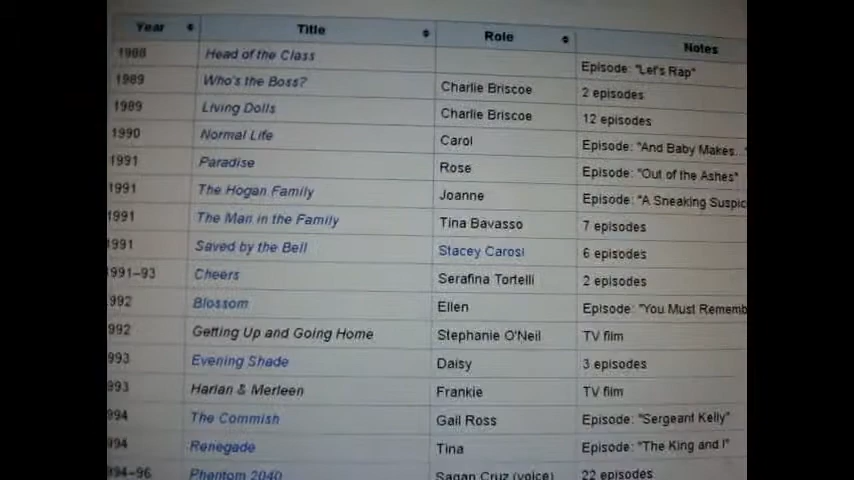 Year Title Role Notes
1988 Head of the Class Episode: "Let's Rap"
1989 Who's the Boss? Charlie Briscoe 2 episodes
1989 Living Dolls Charlie Briscoe 12 episodes
1990 Normal Life Carol Episode: "And Baby Makes..."
1991 Paradise Rose Episode: "Out of the Ashes"
1991 The Hogan Family Joanne Episode: "A Sneaking Suspic
1991 The Man in the Family Tina Bavasso 7 episodes
1991 Saved by the Bell Stacey Carosi 6 episodes
1991–93 Cheers Serafina Tortelli 2 episodes
992 Blossom Ellen Episode: "You Must Rememb
992 Getting Up and Going Home Stephanie O'Neil TV film
993 Evening Shade Daisy 3 episodes
993 Harlan & Merleen Frankie TV film
994 The Commish Gail Ross Episode: "Sergeant Kelly"
994 Renegade Tina Episode: "The King and I"
994–96 Phantom 2040 Sagan Cruz (voice) 22 episodes